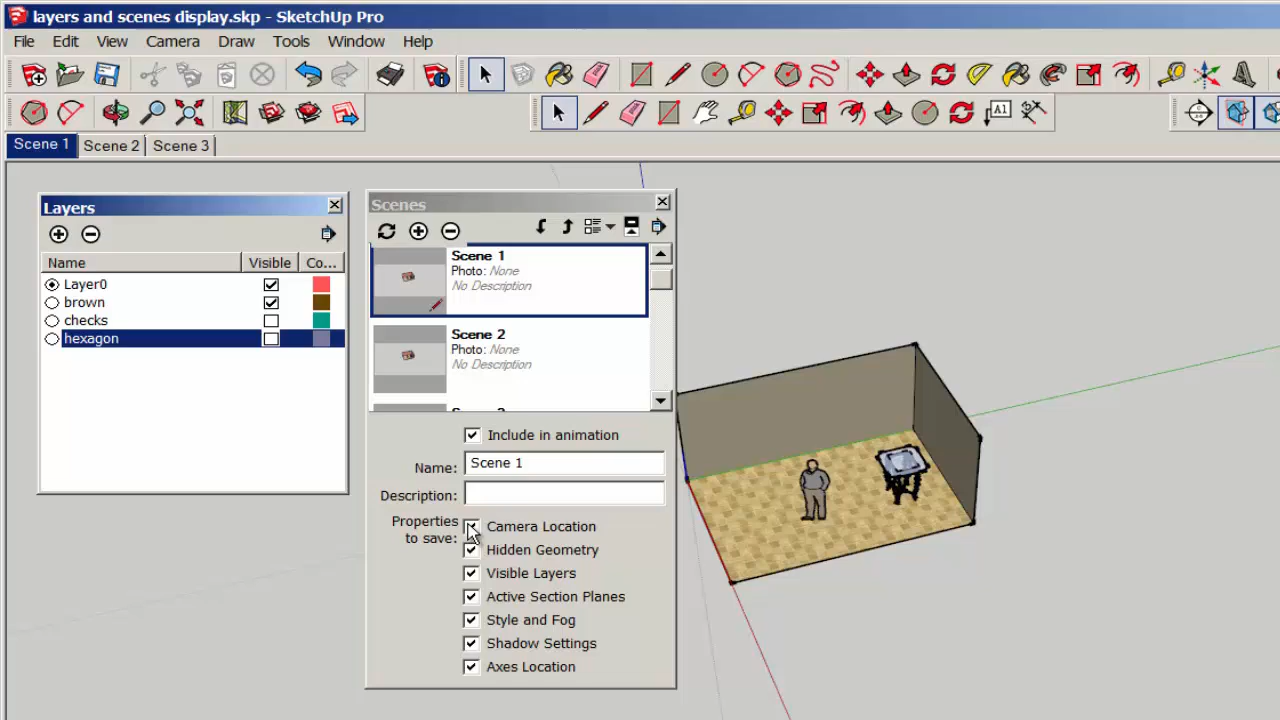 layers and scenes display.skp - SketchUp Pro
File Edit View Camera Draw Tools Window Help
A1
Scene 1 Scene 2 Scene 3
Layers
Name Visible Co...
Layer0
brown
checks
hexagon
Scenes
Scene 1
Photo: None
No Description
Scene 2
Photo: None
No Description
Include in animation
Name: Scene 1
Description:
Properties to save:
Camera Location
Hidden Geometry
Visible Layers
Active Section Planes
Style and Fog
Shadow Settings
Axes Location